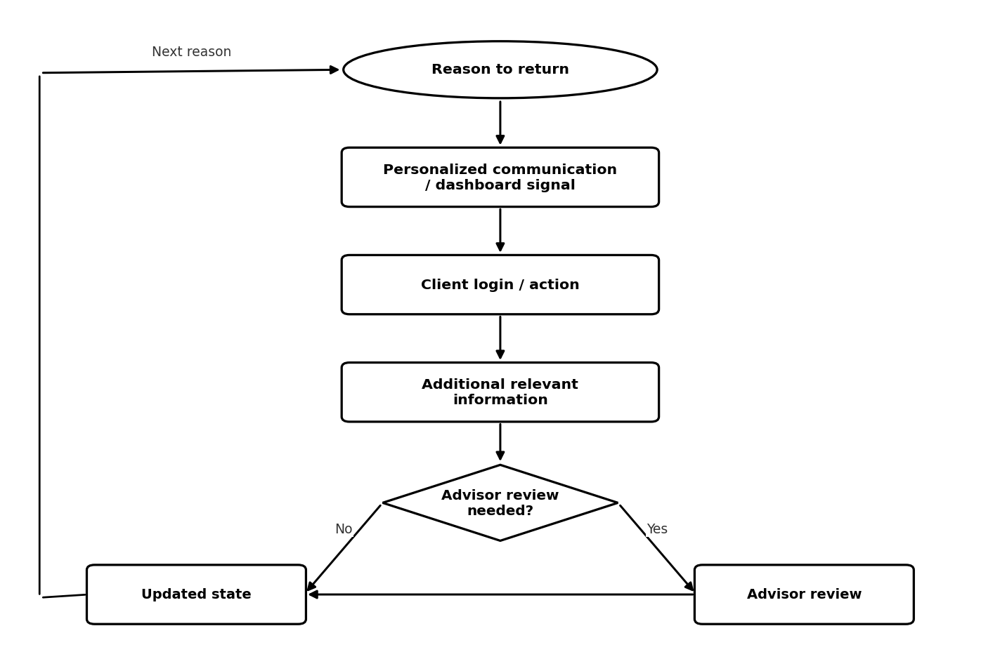 Next reason
Reason to return
Personalized communication
/ dashboard signal
Client login / action
Additional relevant
information
Advisor review
needed?
No
Yes
Updated state
Advisor review